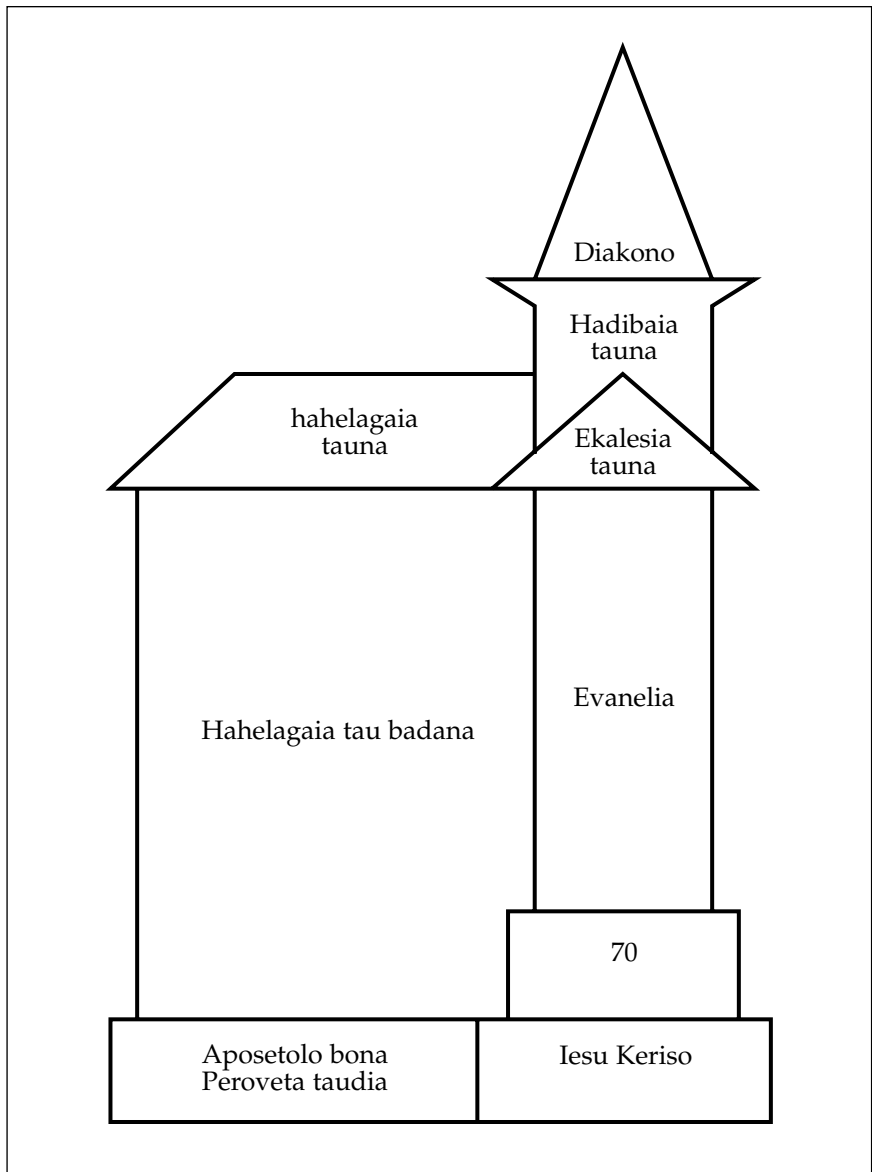 Diakono
Hadibaia
tauna
hahelagaia
tauna
Ekalesia
tauna
Evanelia
Hahelagaia tau badana
70
Aposetolo bona
Peroveta taudia
Iesu Keriso